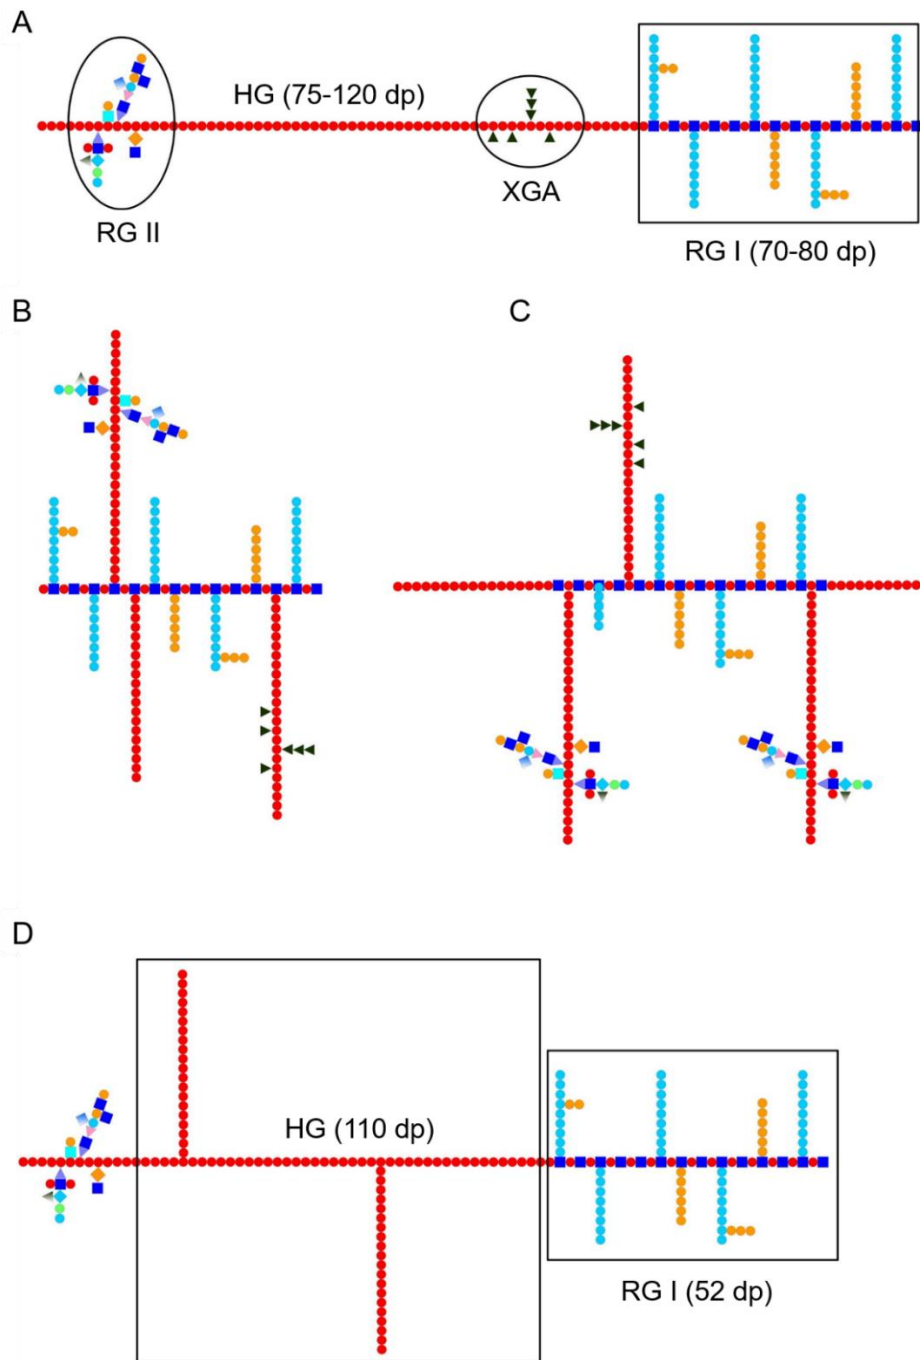 A
HG (75-120 dp)
RG II
XGA
RG I (70-80 dp)
B
C
D
HG (110 dp)
RG I (52 dp)